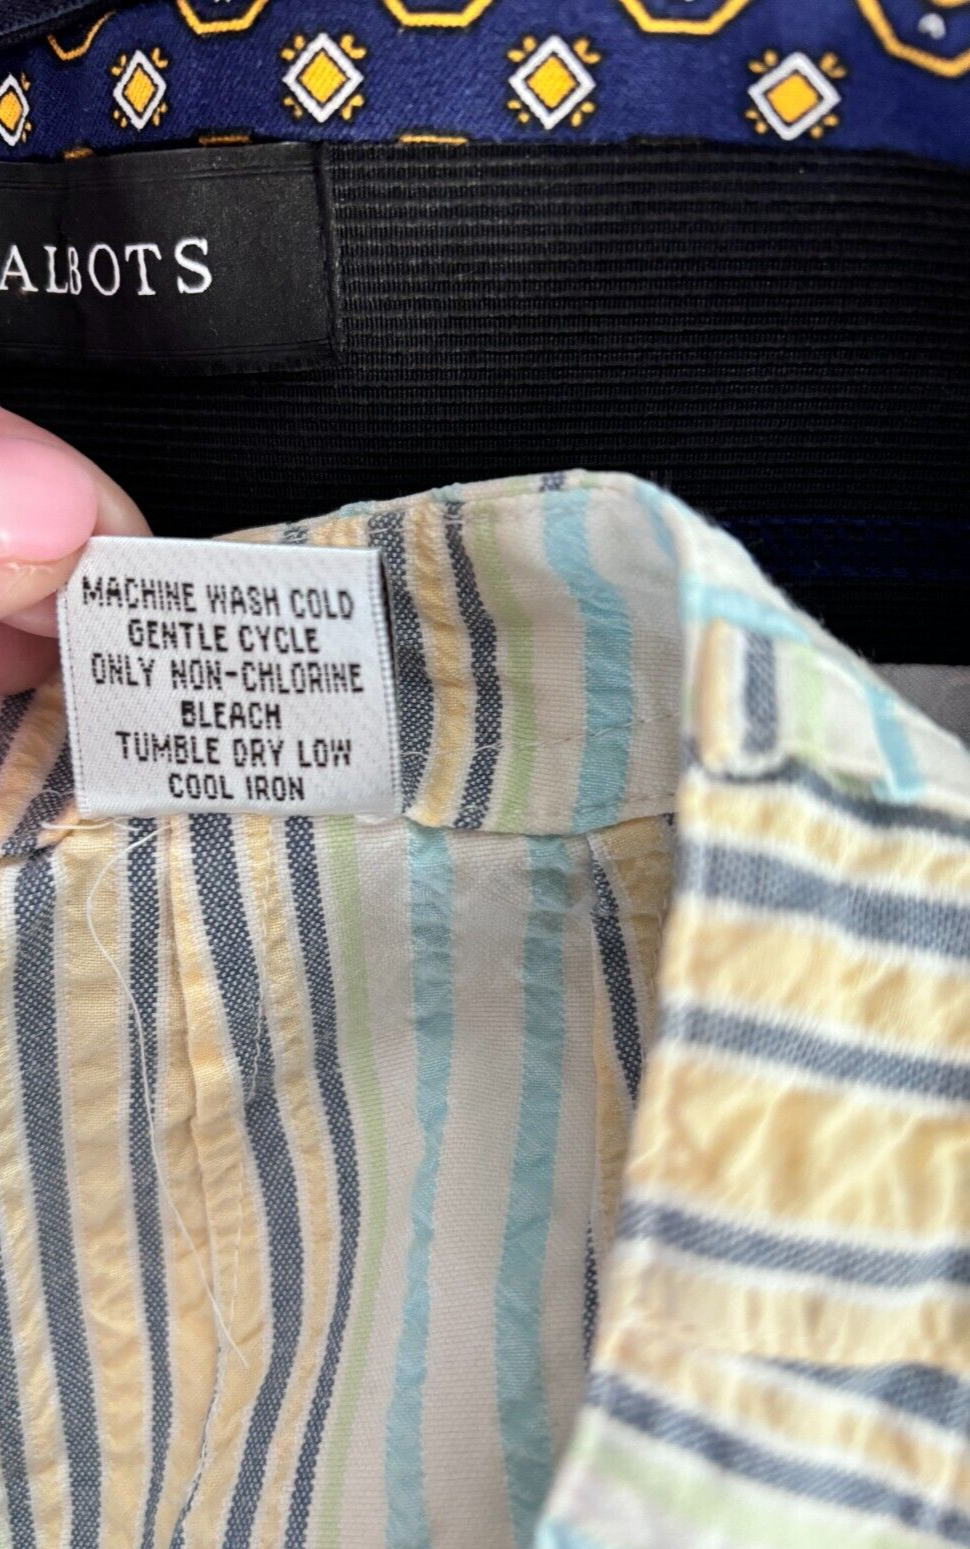 ALBOTS
MACHINE WASH COLD
GENTLE CYCLE
ONLY NON-CHLORINE
BLEACH
TUMBLE DRY LOW
COOL IRON